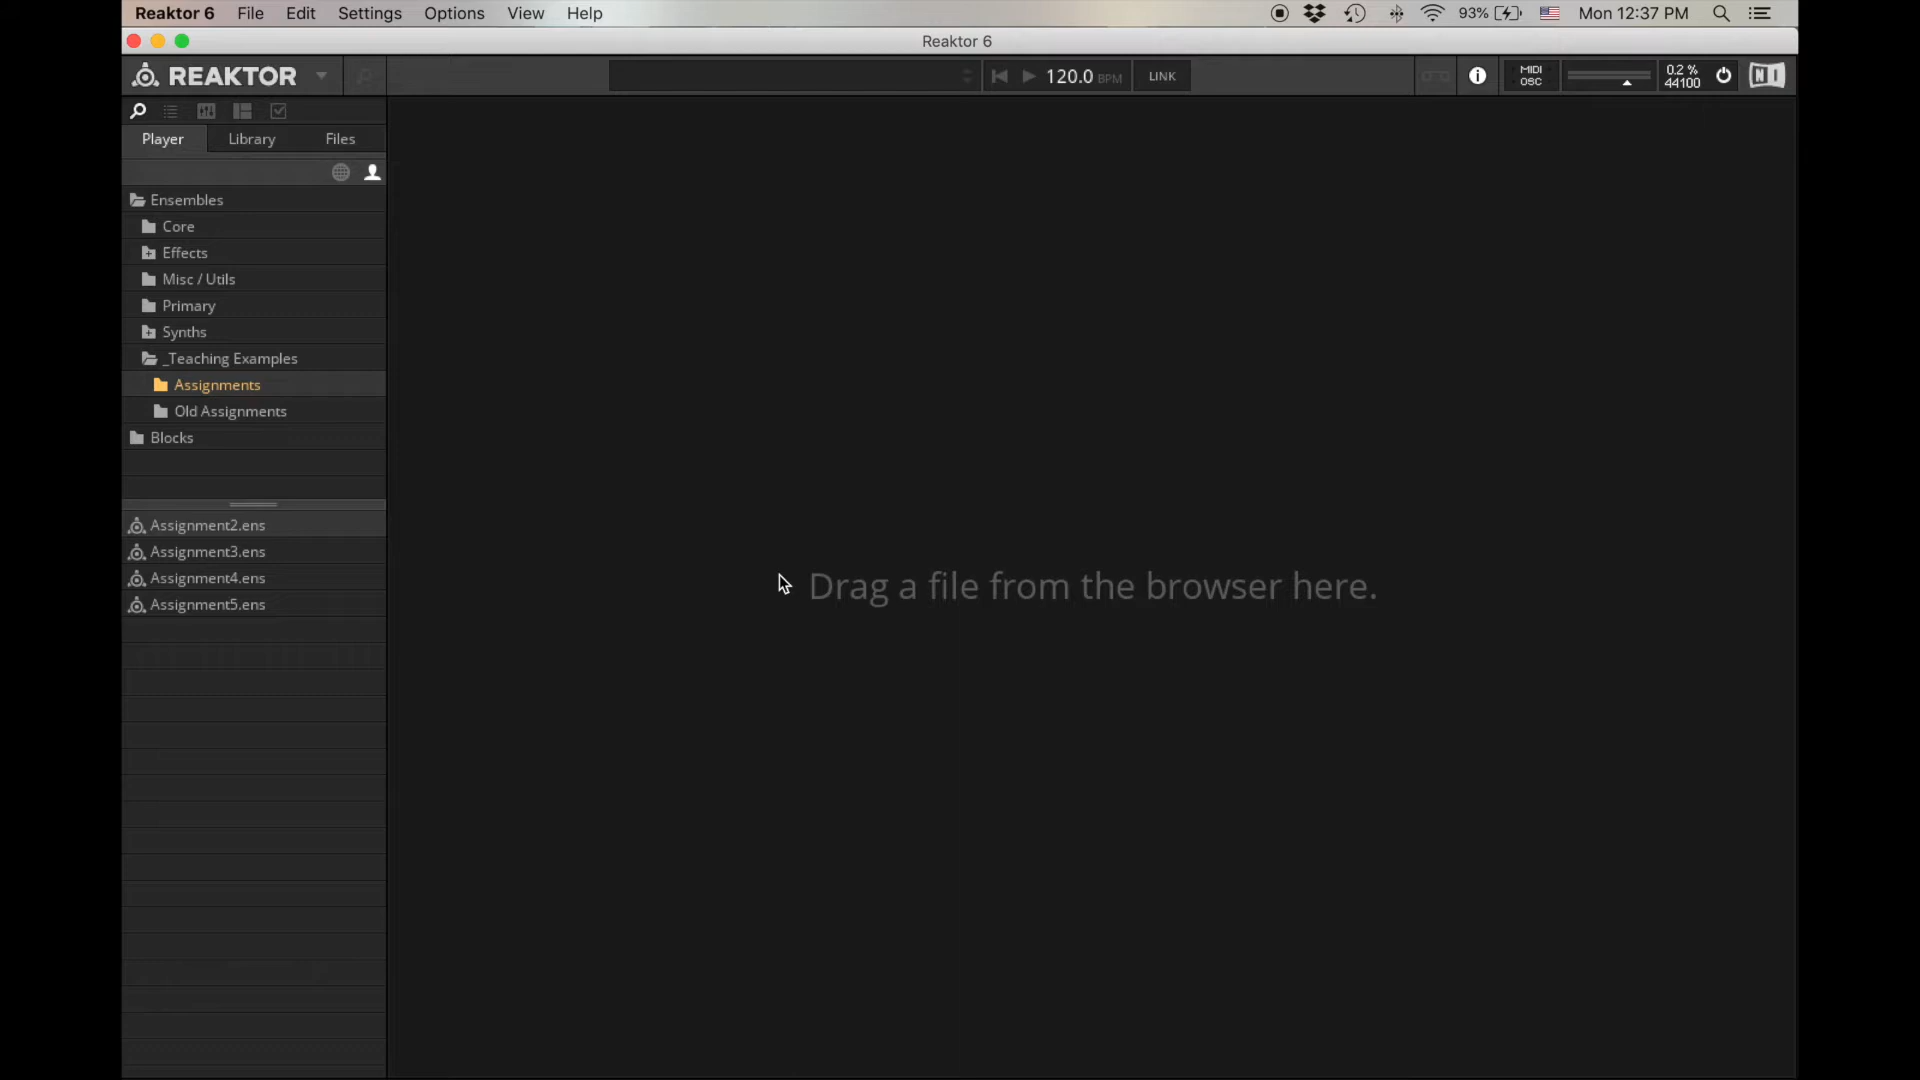 Reaktor 6 File Edit Settings Options View Help 93% Mon 12:37 PM
Reaktor 6
REAKTOR 120.0 BPM LINK i MIDI OSC 0.2 % 44100 NI
Player Library Files
Ensembles
Core
Effects
Misc / Utils
Primary
Synths
_Teaching Examples
Assignments
Old Assignments
Blocks
Assignment2.ens
Assignment3.ens
Assignment4.ens
Assignment5.ens
Drag a file from the browser here.